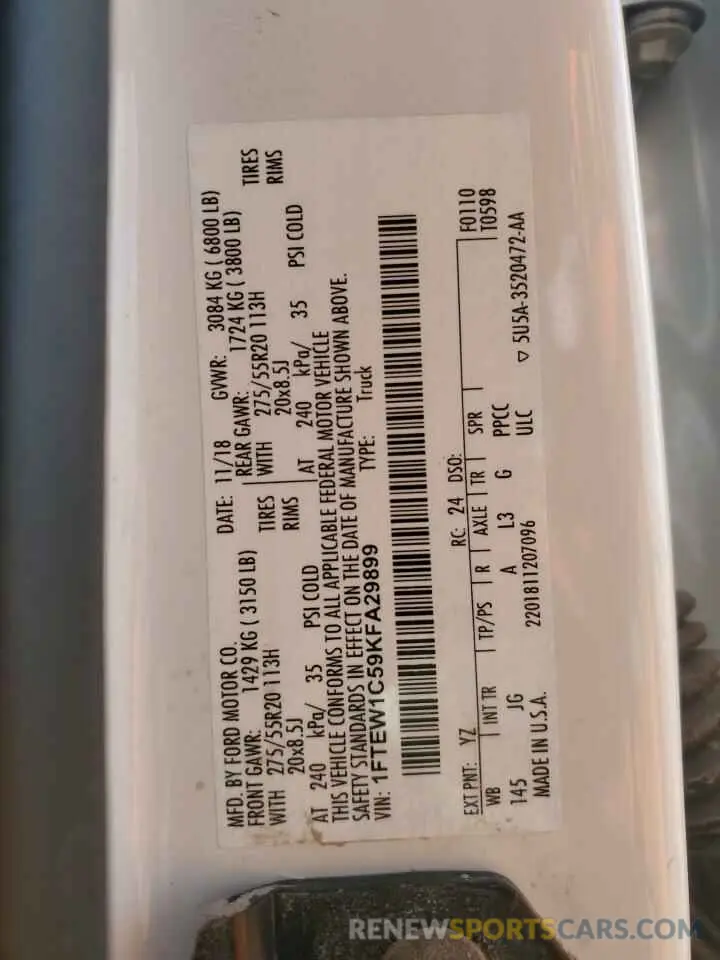 MFD. BY FORD MOTOR CO.
DATE: 11/18 GVWR: 3084 KG ( 6800 LB)
FRONT GAWR: 1429 KG ( 3150 LB) REAR GAWR: 1724 KG ( 3800 LB)
WITH 275/55R20 113H TIRES WITH 275/55R20 113H TIRES
20x8.5J RIMS 20x8.5J RIMS
AT 240 kPa/ 35 PSI COLD AT 240 kPa/ 35 PSI COLD
THIS VEHICLE CONFORMS TO ALL APPLICABLE FEDERAL MOTOR VEHICLE
SAFETY STANDARDS IN EFFECT ON THE DATE OF MANUFACTURE SHOWN ABOVE.
VIN: 1FTEW1C59KFA29899 TYPE: Truck
EXT PNT: YZ RC: 24 DSO: F0110
WB INT TR TP/PS R AXLE TR SPR T0598
145 JG A L3 G PPCC
MADE IN U.S.A. 2201811207096 ULC ▽ 5U5A-3520472-AA
RENEWSPORTSCARS.COM